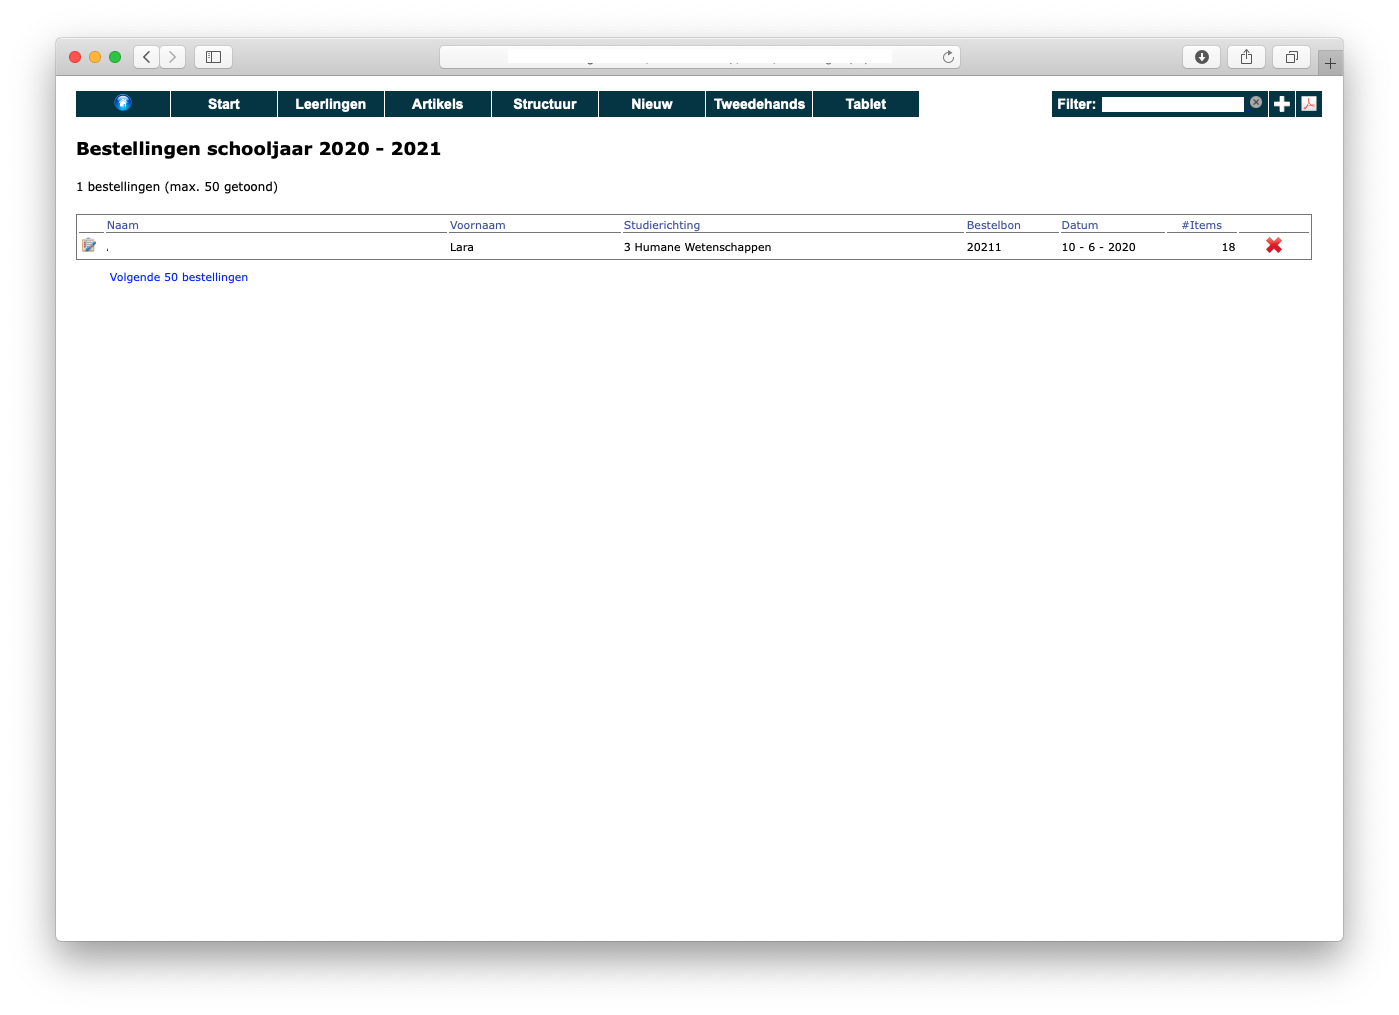 Start Leerlingen Artikels Structuur Nieuw Tweedehands Tablet Filter:
Bestellingen schooljaar 2020 - 2021
1 bestellingen (max. 50 getoond)
Naam Voornaam Studierichting Bestelbon Datum #Items
Lara 3 Humane Wetenschappen 20211 10 - 6 - 2020 18
Volgende 50 bestellingen